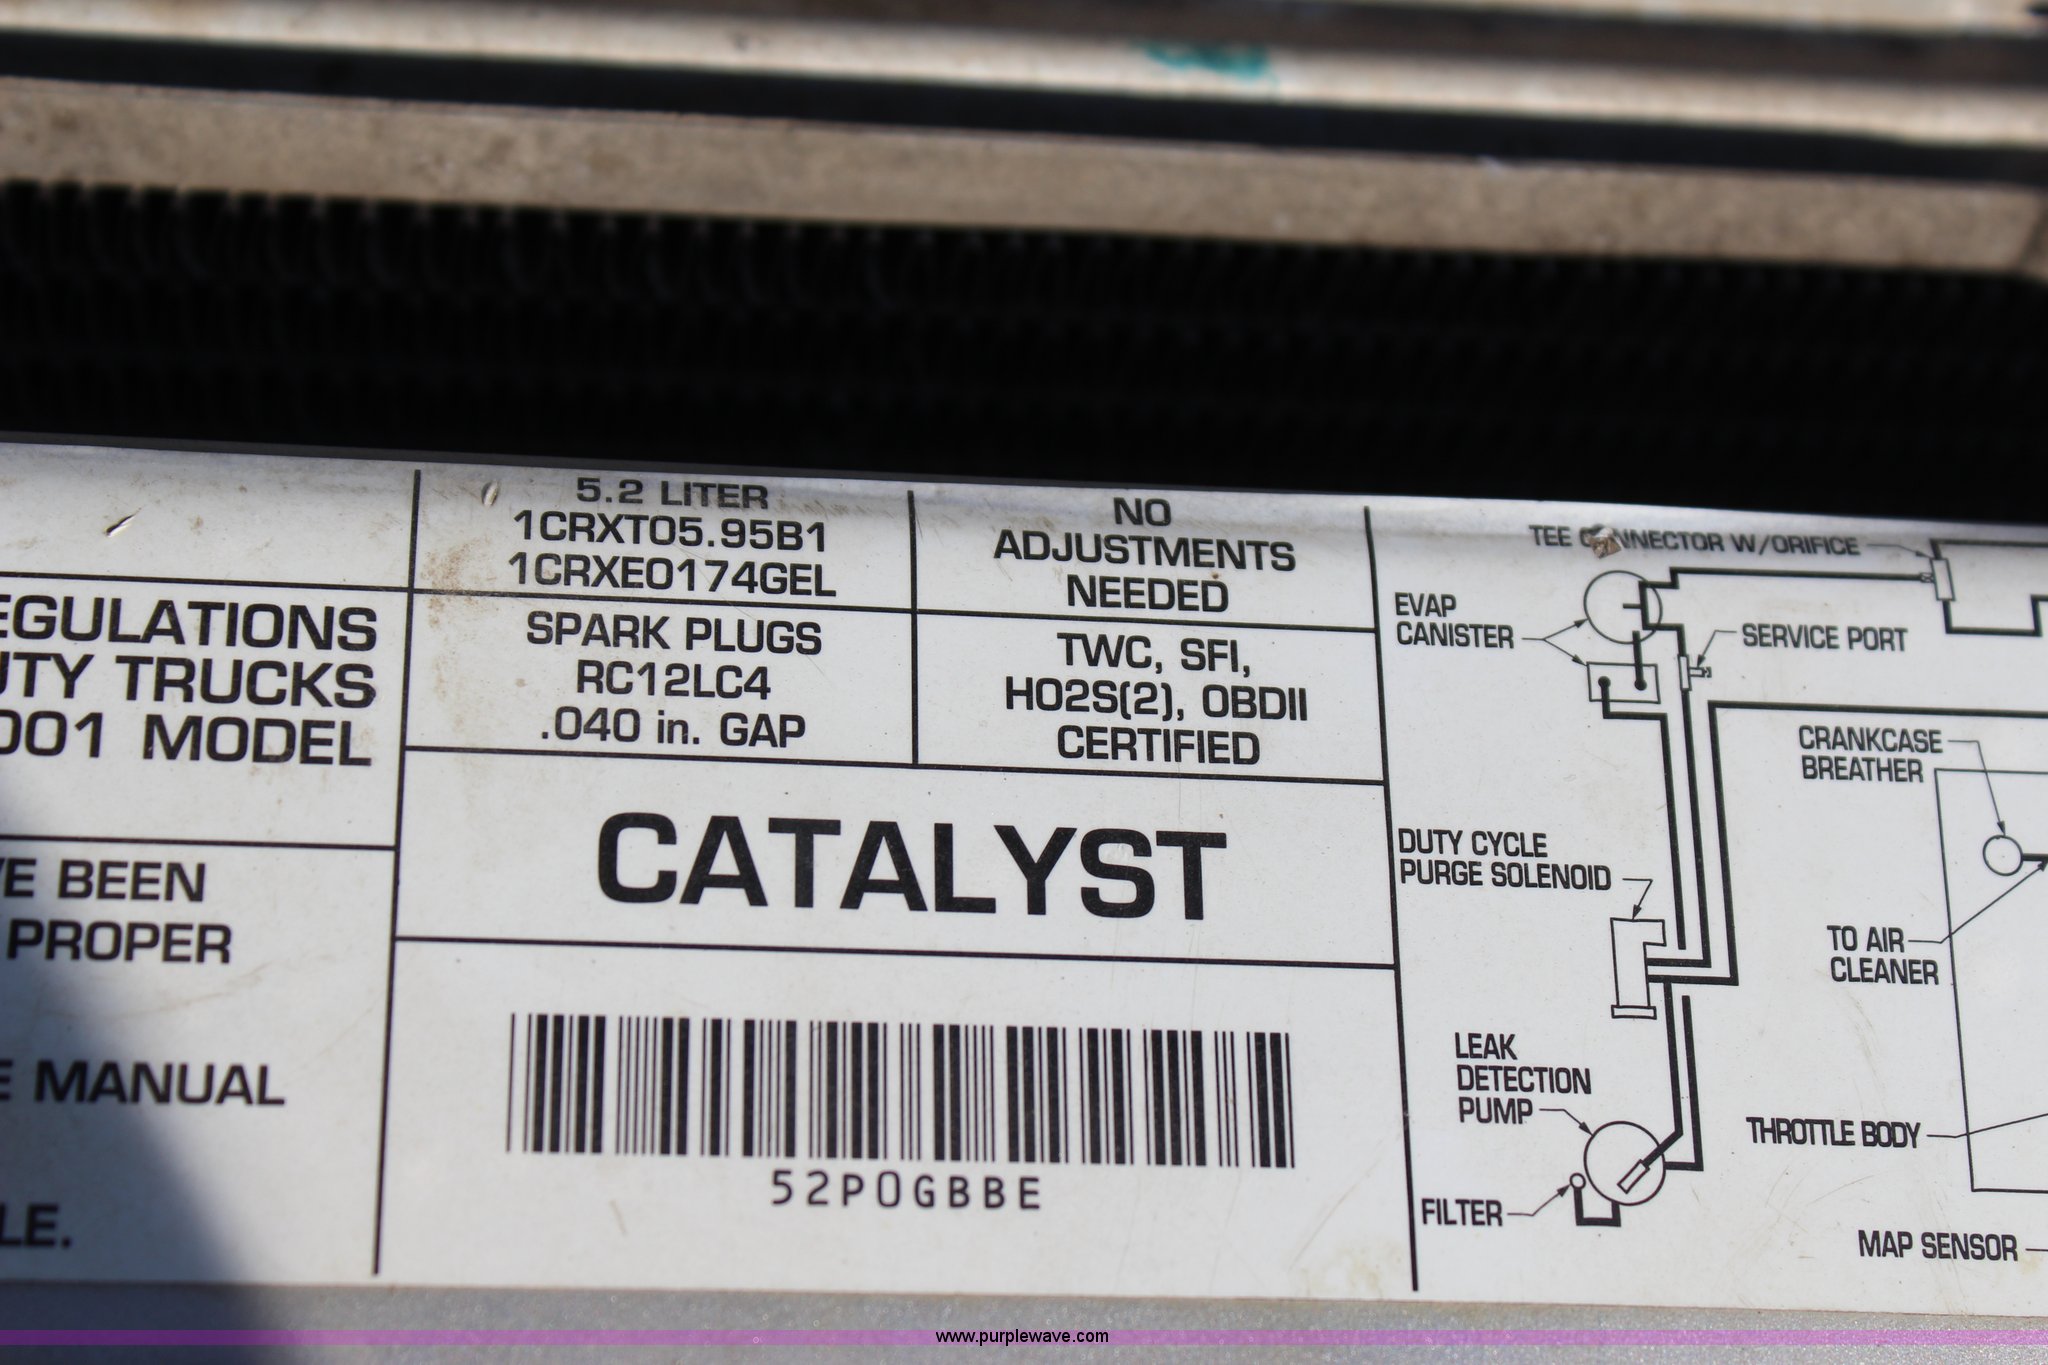 5.2 LITER
1CRXT05.95B1
1CRXE0174GEL
NO
ADJUSTMENTS
NEEDED
EGULATIONS
UTY TRUCKS
001 MODEL
SPARK PLUGS
RC12LC4
.040 in. GAP
TWC, SFI,
HO2S(2), OBDII
CERTIFIED
VE BEEN
PROPER
E MANUAL
LE.
CATALYST
52P0GBBE
TEE CONNECTOR W/ORIFICE
EVAP
CANISTER
SERVICE PORT
CRANKCASE
BREATHER
DUTY CYCLE
PURGE SOLENOID
TO AIR
CLEANER
LEAK
DETECTION
PUMP
THROTTLE BODY
FILTER
MAP SENSOR
www.purplewave.com